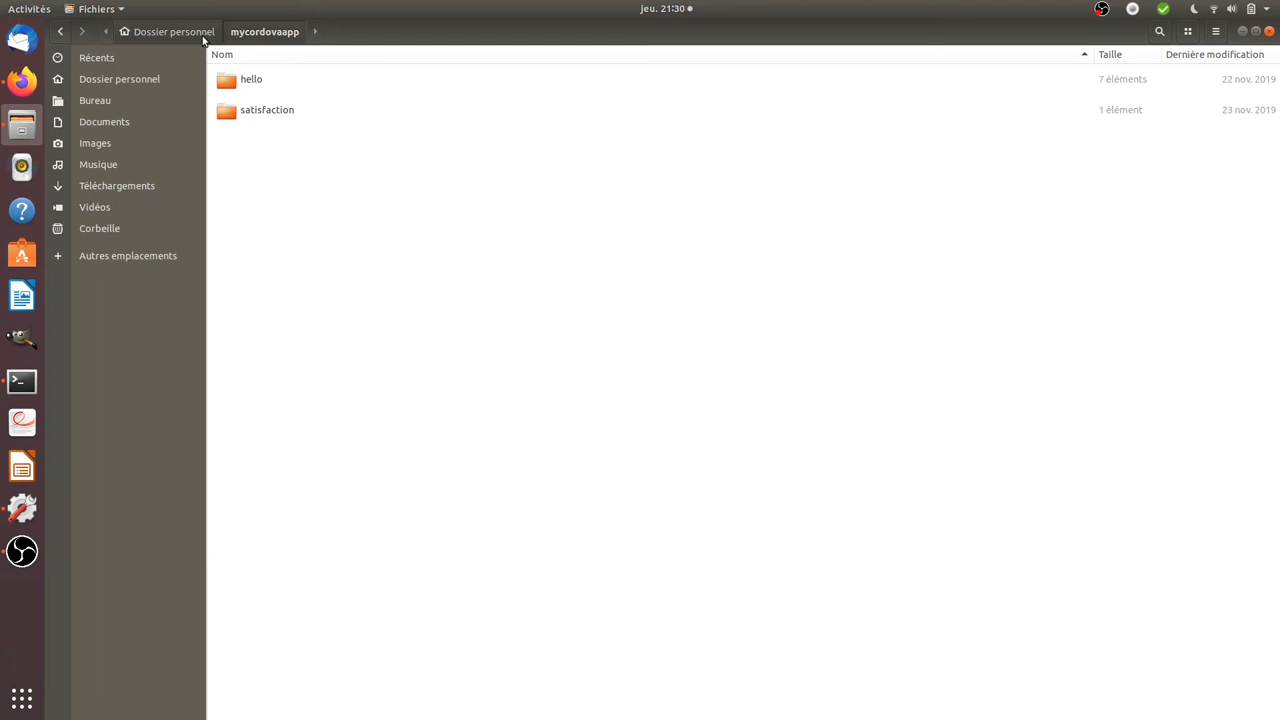 Activités Fichiers jeu. 21:30
Dossier personnel mycordovaapp
Nom Taille Dernière modification
hello 7 éléments 22 nov. 2019
satisfaction 1 élément 23 nov. 2019
Récents
Dossier personnel
Bureau
Documents
Images
Musique
Téléchargements
Vidéos
Corbeille
Autres emplacements